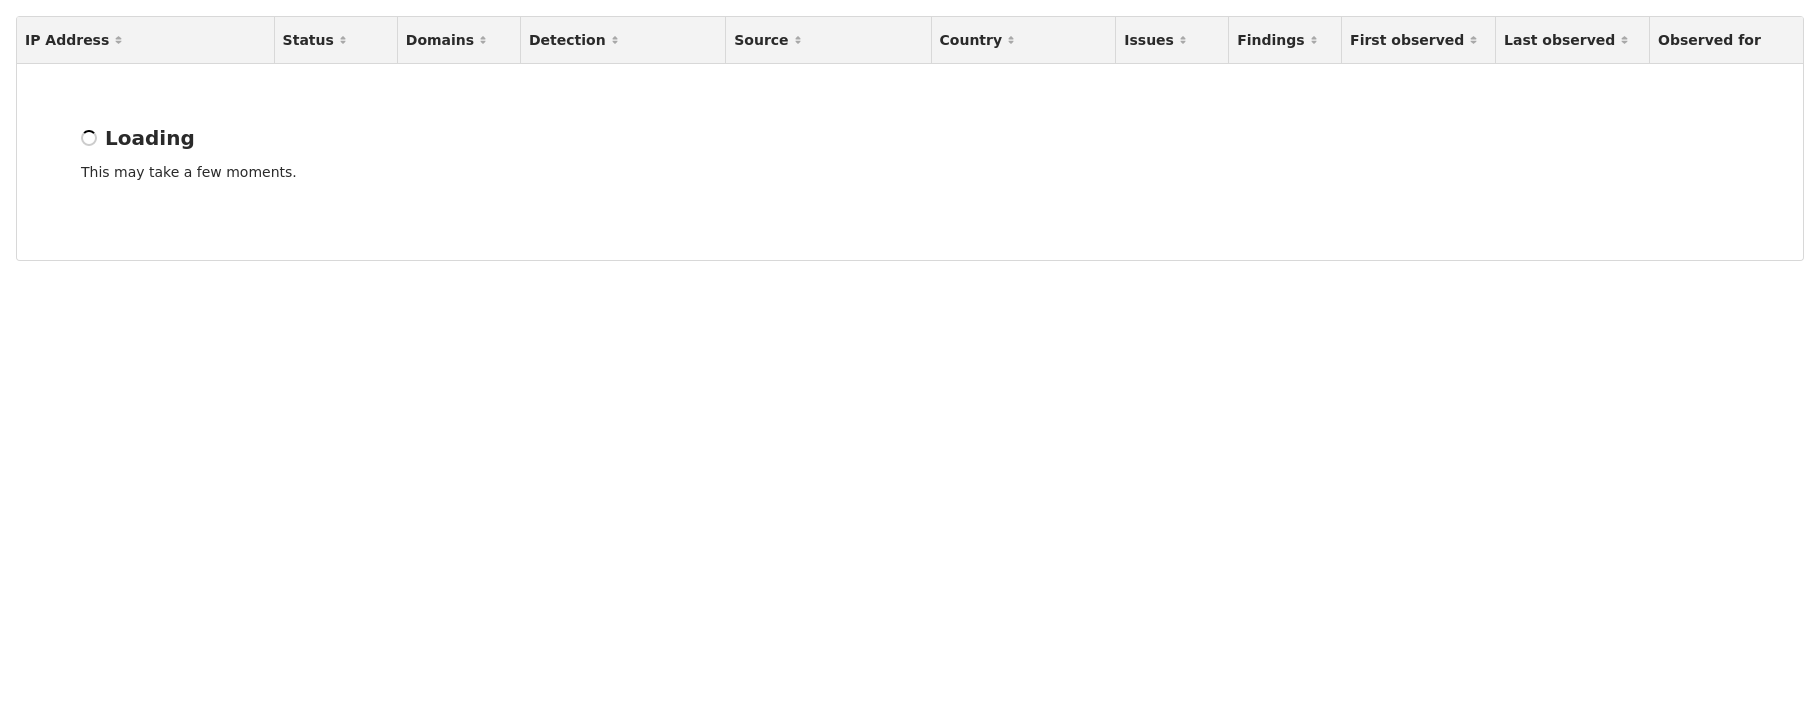 IP Address Status Domains Detection Source Country Issues Findings First observed Last observed Observed for
Loading
This may take a few moments.